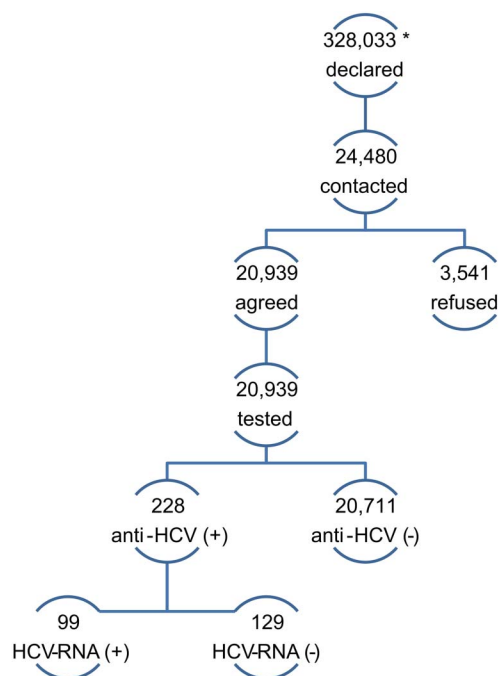 328,033 *
declared
24,480
contacted
20,939
agreed
3,541
refused
20,939
tested
228
anti-HCV (+)
20,711
anti-HCV (-)
99
HCV-RNA (+)
129
HCV-RNA (-)